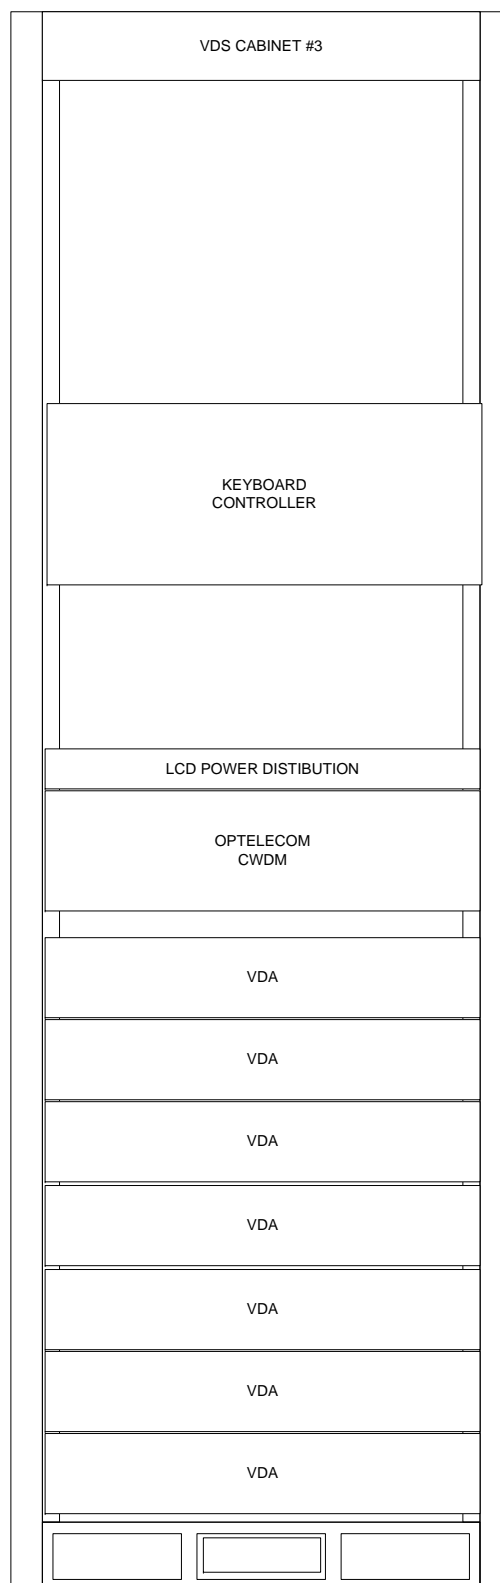 VDS CABINET #3
KEYBOARD
CONTROLLER
LCD POWER DISTIBUTION
OPTELECOM
CWDM
VDA
VDA
VDA
VDA
VDA
VDA
VDA